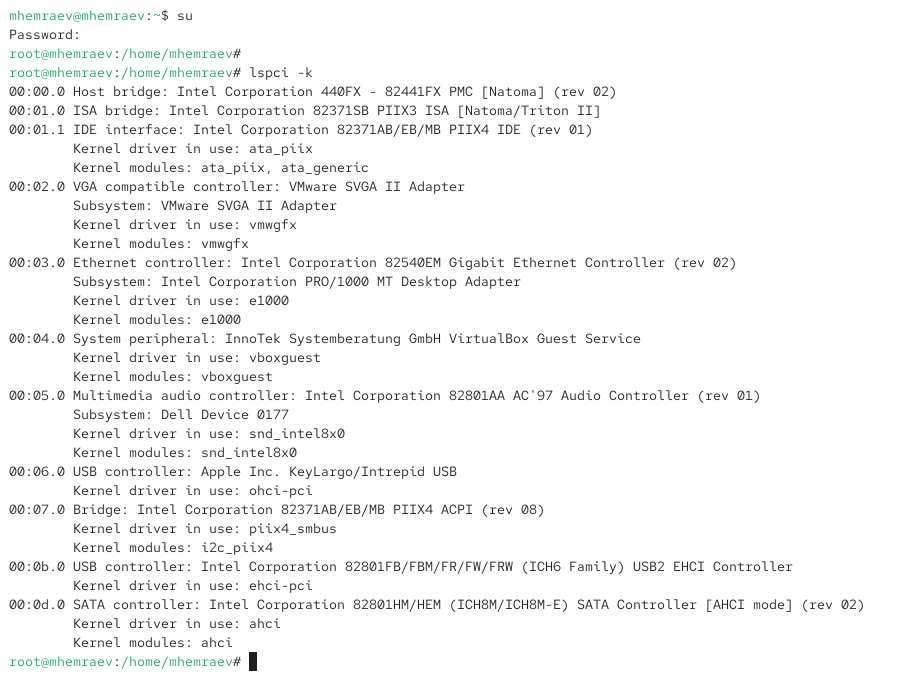 mhemraev@mhemraev:~$ su
Password:
root@mhemraev:/home/mhemraev#
root@mhemraev:/home/mhemraev# lspci -k
00:00.0 Host bridge: Intel Corporation 440FX - 82441FX PMC [Natoma] (rev 02)
00:01.0 ISA bridge: Intel Corporation 82371SB PIIX3 ISA [Natoma/Triton II]
00:01.1 IDE interface: Intel Corporation 82371AB/EB/MB PIIX4 IDE (rev 01)
        Kernel driver in use: ata_piix
        Kernel modules: ata_piix, ata_generic
00:02.0 VGA compatible controller: VMware SVGA II Adapter
        Subsystem: VMware SVGA II Adapter
        Kernel driver in use: vmwgfx
        Kernel modules: vmwgfx
00:03.0 Ethernet controller: Intel Corporation 82540EM Gigabit Ethernet Controller (rev 02)
        Subsystem: Intel Corporation PRO/1000 MT Desktop Adapter
        Kernel driver in use: e1000
        Kernel modules: e1000
00:04.0 System peripheral: InnoTek Systemberatung GmbH VirtualBox Guest Service
        Kernel driver in use: vboxguest
        Kernel modules: vboxguest
00:05.0 Multimedia audio controller: Intel Corporation 82801AA AC'97 Audio Controller (rev 01)
        Subsystem: Dell Device 0177
        Kernel driver in use: snd_intel8x0
        Kernel modules: snd_intel8x0
00:06.0 USB controller: Apple Inc. KeyLargo/Intrepid USB
        Kernel driver in use: ohci-pci
00:07.0 Bridge: Intel Corporation 82371AB/EB/MB PIIX4 ACPI (rev 08)
        Kernel driver in use: piix4_smbus
        Kernel modules: i2c_piix4
00:0b.0 USB controller: Intel Corporation 82801FB/FBM/FR/FW/FRW (ICH6 Family) USB2 EHCI Controller
        Kernel driver in use: ehci-pci
00:0d.0 SATA controller: Intel Corporation 82801HM/HEM (ICH8M/ICH8M-E) SATA Controller [AHCI mode] (rev 02)
        Kernel driver in use: ahci
        Kernel modules: ahci
root@mhemraev:/home/mhemraev#